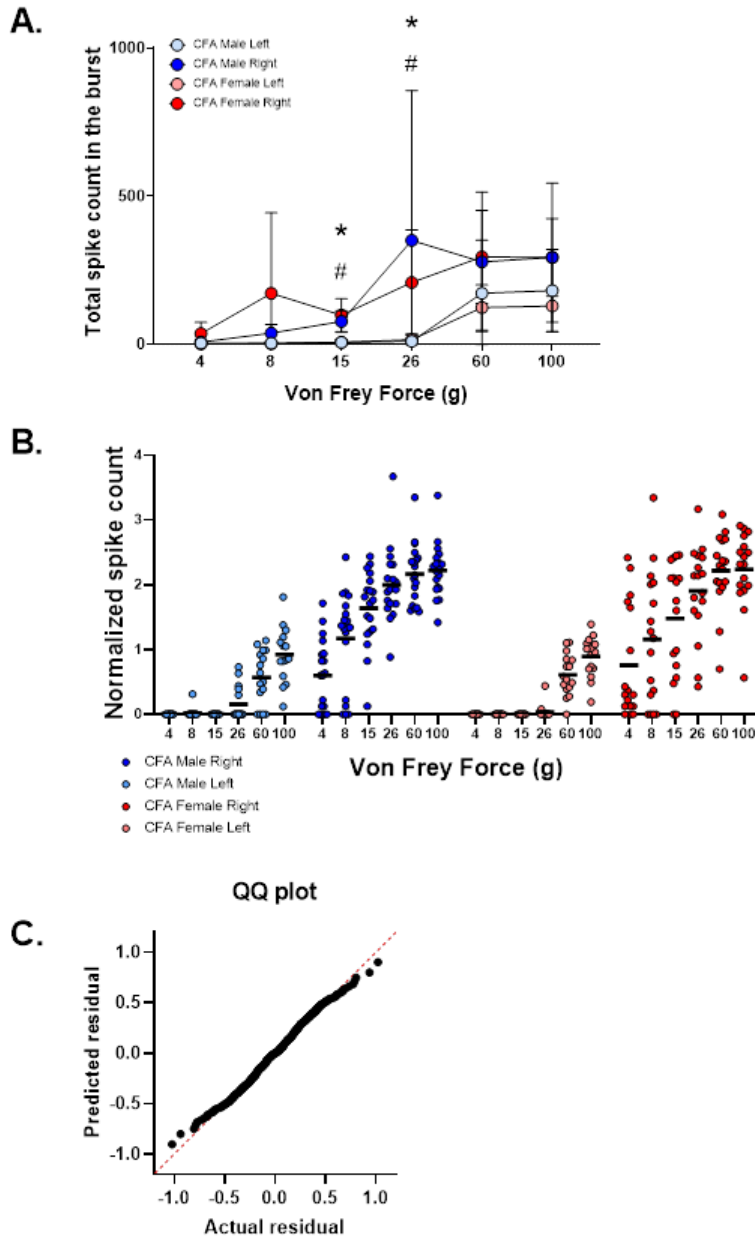 A.
*
#
*
#
CFA Male Left
CFA Male Right
CFA Female Left
CFA Female Right
1000
500
0
Total spike count in the burst
4 8 15 26 60 100
Von Frey Force (g)
B.
4
3
2
1
0
Normalized spike count
4 8 15 26 60 100 4 8 15 26 60 100 4 8 15 26 60 100 4 8 15 26 60 100
Von Frey Force (g)
CFA Male Right
CFA Male Left
CFA Female Right
CFA Female Left
QQ plot
C.
1.0
0.5
0.0
-0.5
-1.0
Predicted residual
-1.0 -0.5 0.0 0.5 1.0
Actual residual